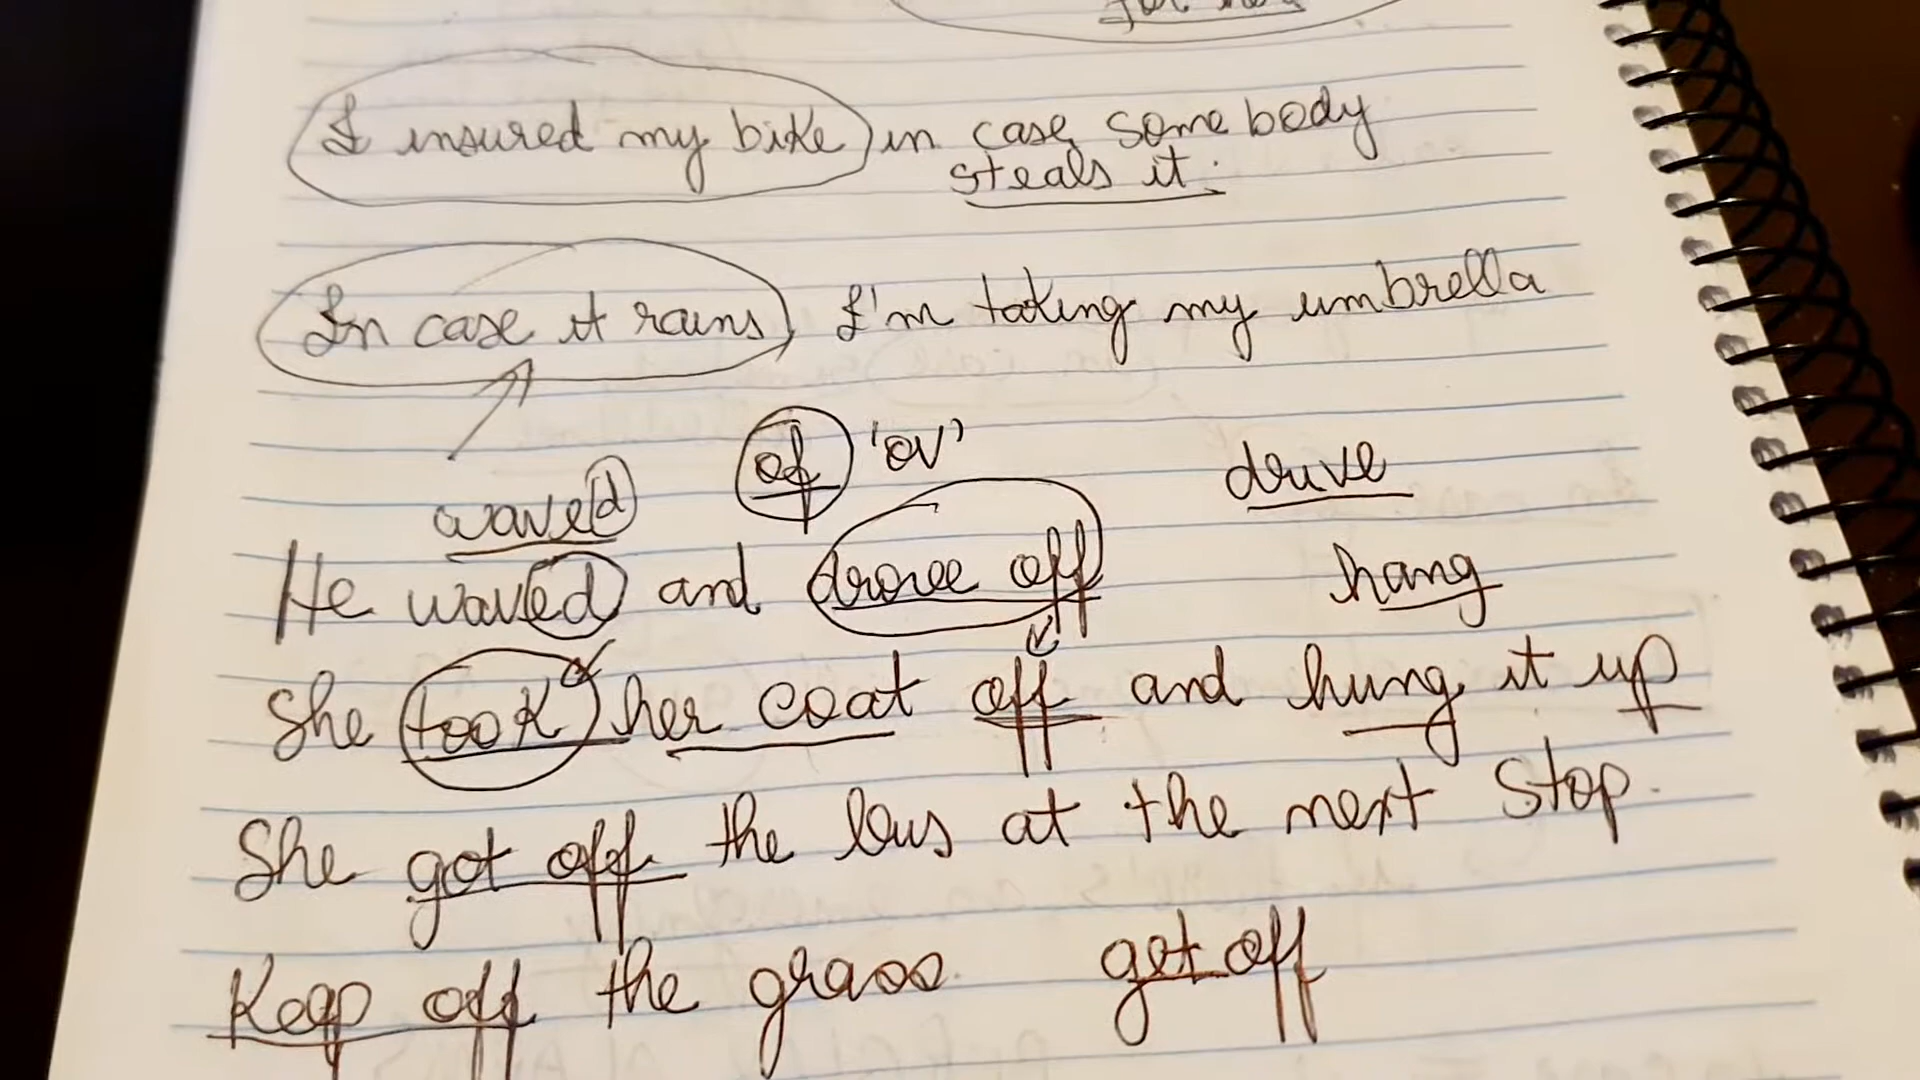 for her
I insured my bike in case somebody
steals it.
In case it rains, I'm taking my umbrella
waved of 'ov' drive
He waved and drove off hang
She took her coat off and hung it up
She got off the bus at the next stop.
Keep off the grass. get off